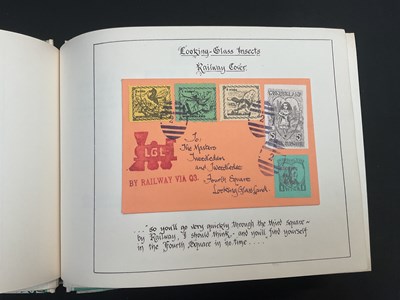 Looking-Glass Insects
Railway Cover.
To
The Masters
Tweedledum
and Tweedledee
Fourth Square
Looking Glass Land.
LGL
BY RAILWAY VIA Q3.
"so you'll go very quickly through the third square –
by Railway, I should think – and you'll find yourself
in the Fourth Square in no time....